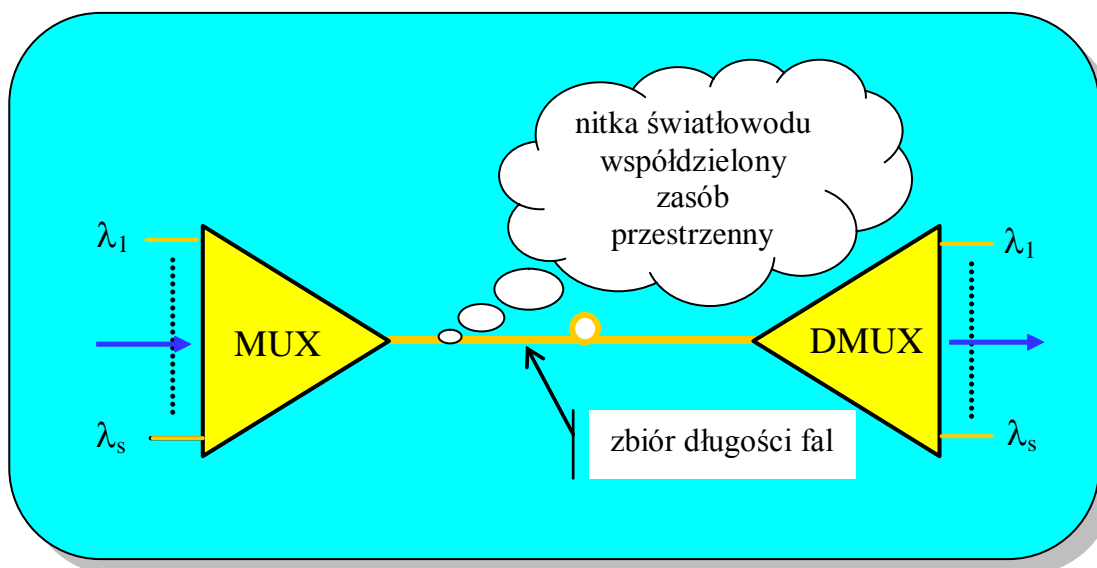 nitka światłowodu
współdzielony
zasób
przestrzenny
λ1
λ1
MUX
DMUX
λs
zbiór długości fal
λs